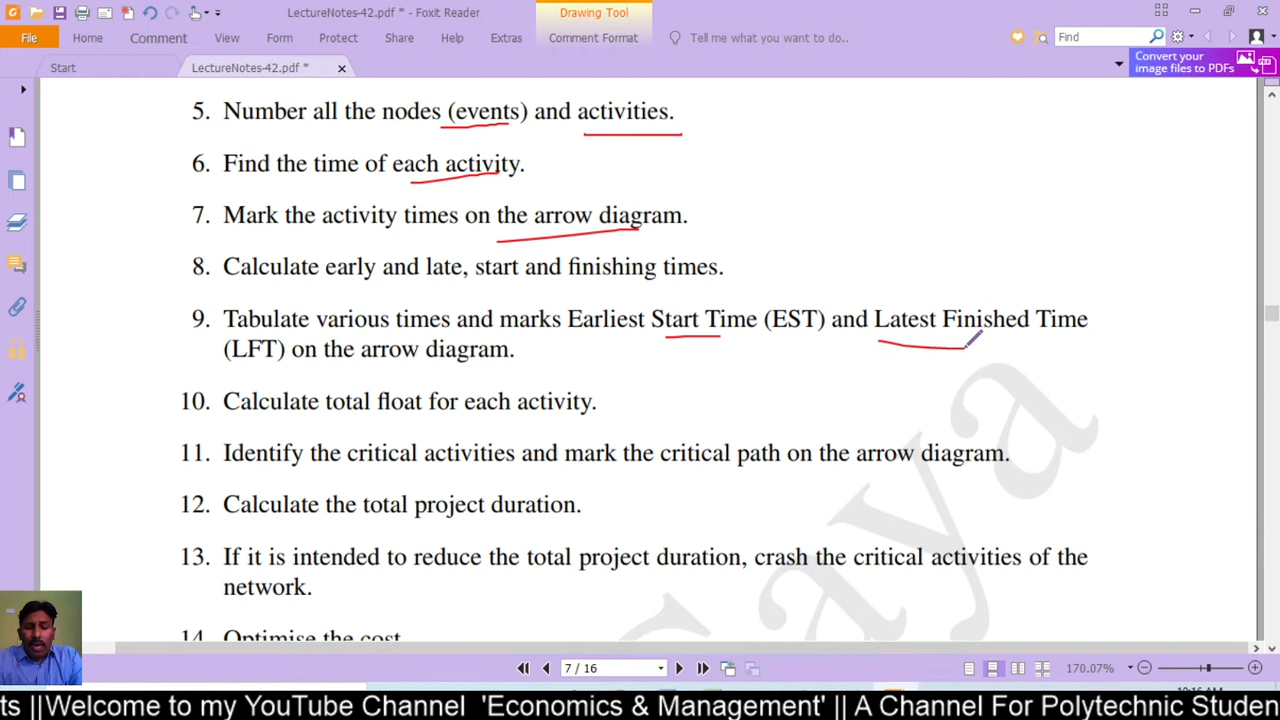 LectureNotes-42.pdf * - Foxit Reader
Drawing Tool
File Home Comment View Form Protect Share Help Extras Comment Format Tell me what you want to do.. Find
Start LectureNotes-42.pdf *
Convert your
image files to PDFs
5. Number all the nodes (events) and activities.
6. Find the time of each activity.
7. Mark the activity times on the arrow diagram.
8. Calculate early and late, start and finishing times.
9. Tabulate various times and marks Earliest Start Time (EST) and Latest Finished Time
(LFT) on the arrow diagram.
10. Calculate total float for each activity.
11. Identify the critical activities and mark the critical path on the arrow diagram.
12. Calculate the total project duration.
13. If it is intended to reduce the total project duration, crash the critical activities of the
network.
14. Optimise the cost.
aya
7 / 16
170.07%
10:16 AM
ts ||Welcome to my YouTube Channel 'Economics & Management' || A Channel For Polytechnic Studen